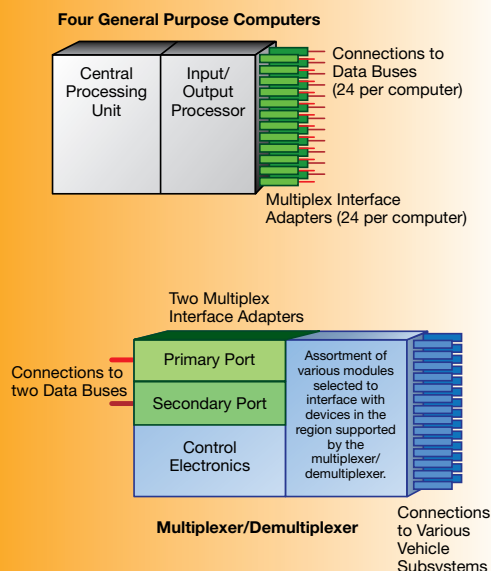 Four General Purpose Computers
Central
Processing
Unit
Input/
Output
Processor
Connections to
Data Buses
(24 per computer)
Multiplex Interface
Adapters (24 per computer)
Two Multiplex
Interface Adapters
Connections to
two Data Buses
Primary Port
Secondary Port
Control
Electronics
Assortment of
various modules
selected to
interface with
devices in the
region supported
by the
multiplexer/
demultiplexer.
Multiplexer/Demultiplexer
Connections
to Various
Vehicle
Subsystems